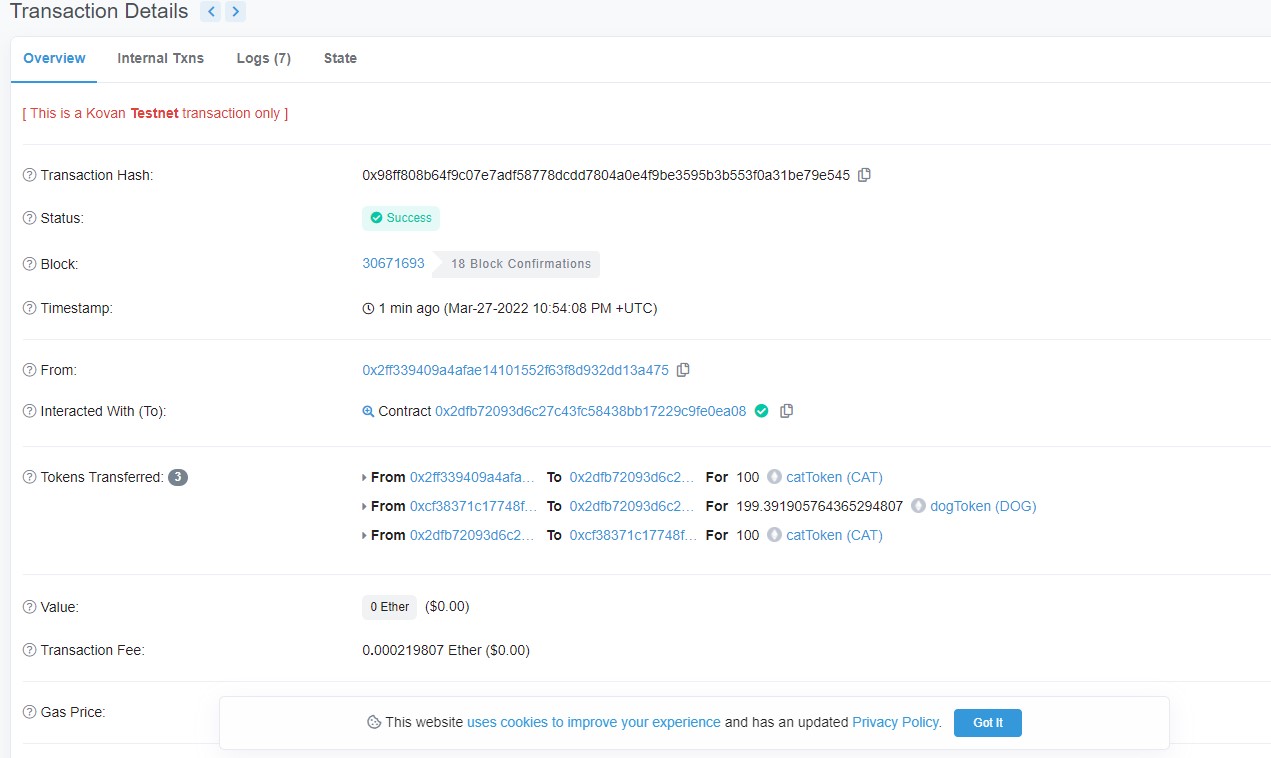 Transaction Details
Overview Internal Txns Logs (7) State
[ This is a Kovan Testnet transaction only ]
Transaction Hash: 0x98ff808b64f9c07e7adf58778dcdd7804a0e4f9be3595b3b553f0a31be79e545
Status: Success
Block: 30671693 18 Block Confirmations
Timestamp: 1 min ago (Mar-27-2022 10:54:08 PM +UTC)
From: 0x2ff339409a4afae14101552f63f8d932dd13a475
Interacted With (To): Contract 0x2dfb72093d6c27c43fc58438bb17229c9fe0ea08
Tokens Transferred: 3 From 0x2ff339409a4afa... To 0x2dfb72093d6c2... For 100 catToken (CAT)
From 0xcf38371c17748f... To 0x2dfb72093d6c2... For 199.391905764365294807 dogToken (DOG)
From 0x2dfb72093d6c2... To 0xcf38371c17748f... For 100 catToken (CAT)
Value: 0 Ether ($0.00)
Transaction Fee: 0.000219807 Ether ($0.00)
Gas Price:
This website uses cookies to improve your experience and has an updated Privacy Policy. Got It